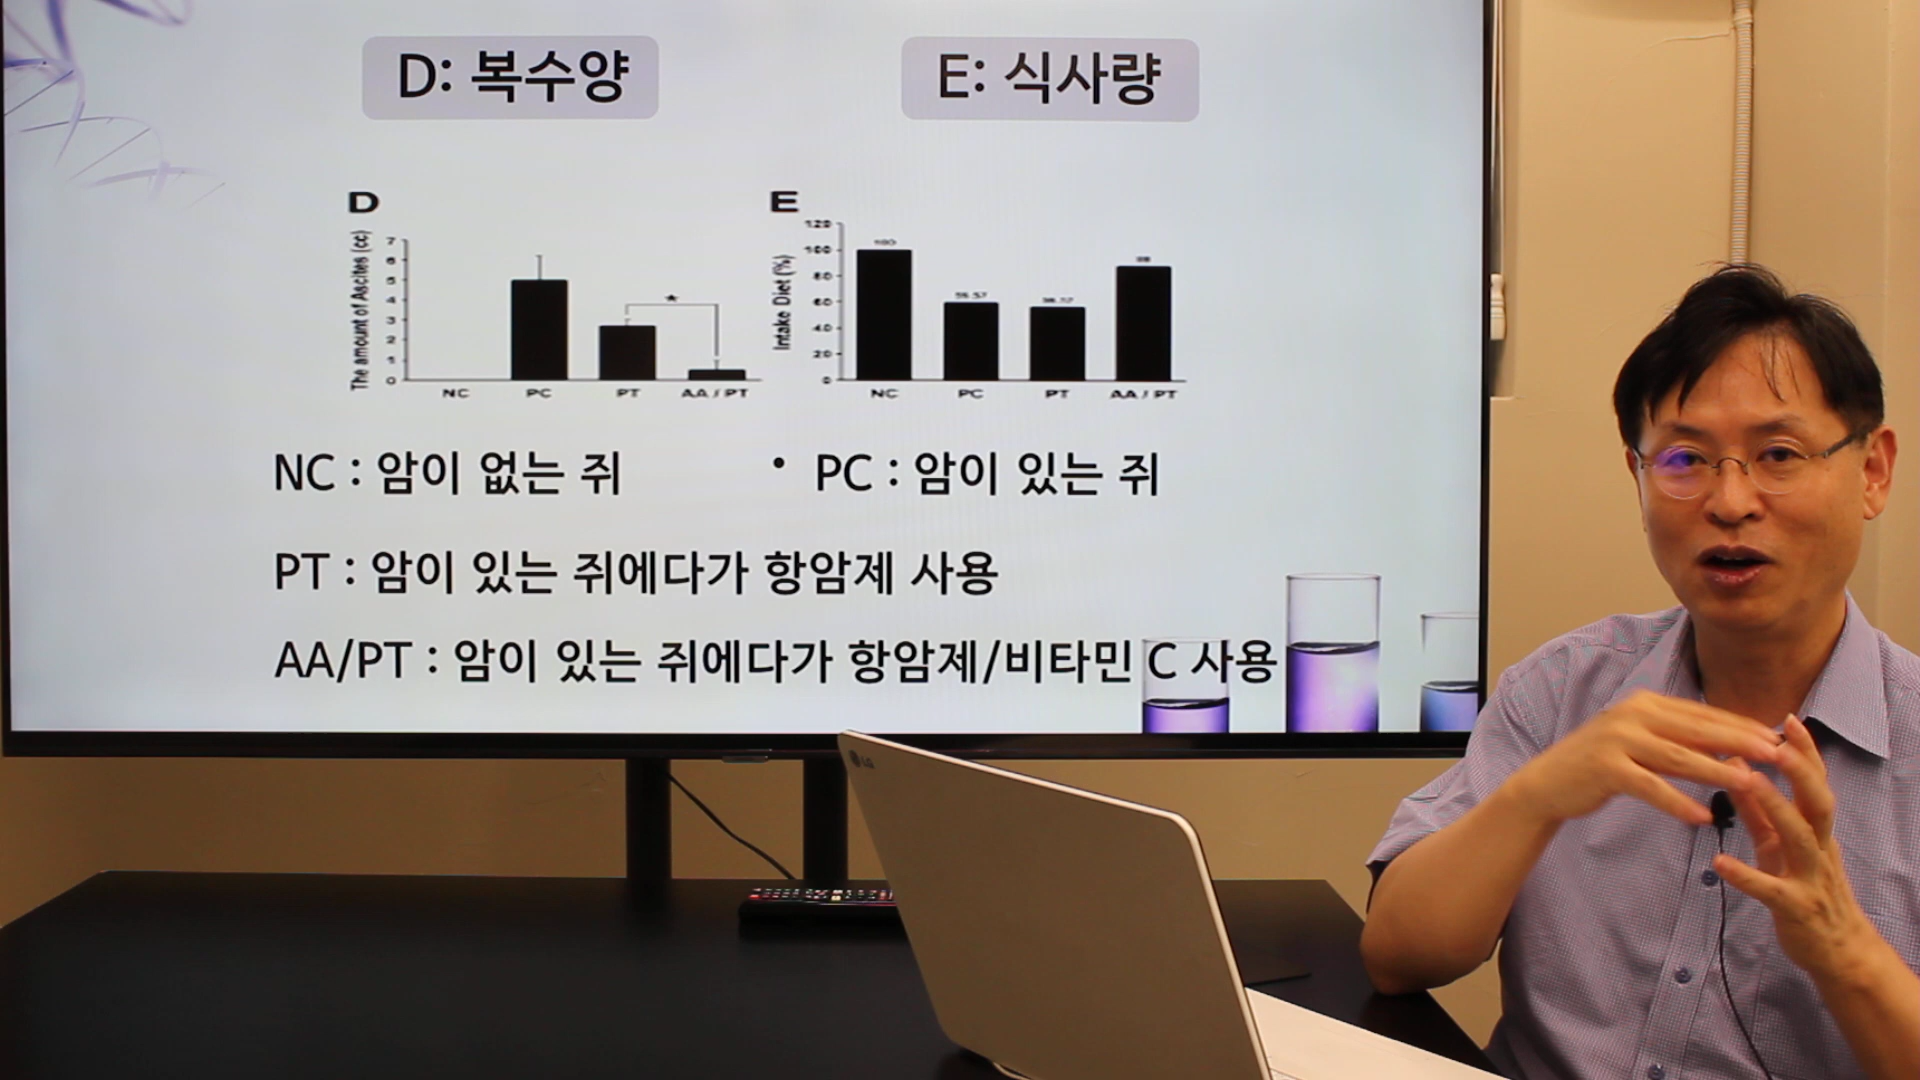 D: 복수양
E: 식사량
D
The amount of Ascites (cc)
7
6
5
4
3
2
1
0
NC
PC
PT
AA / PT
*
E
Intake Diet (%)
120
100
80
60
40
20
0
100
88
NC
PC
PT
AA / PT
NC : 암이 없는 쥐
• PC : 암이 있는 쥐
PT : 암이 있는 쥐에다가 항암제 사용
AA/PT : 암이 있는 쥐에다가 항암제/비타민 C 사용